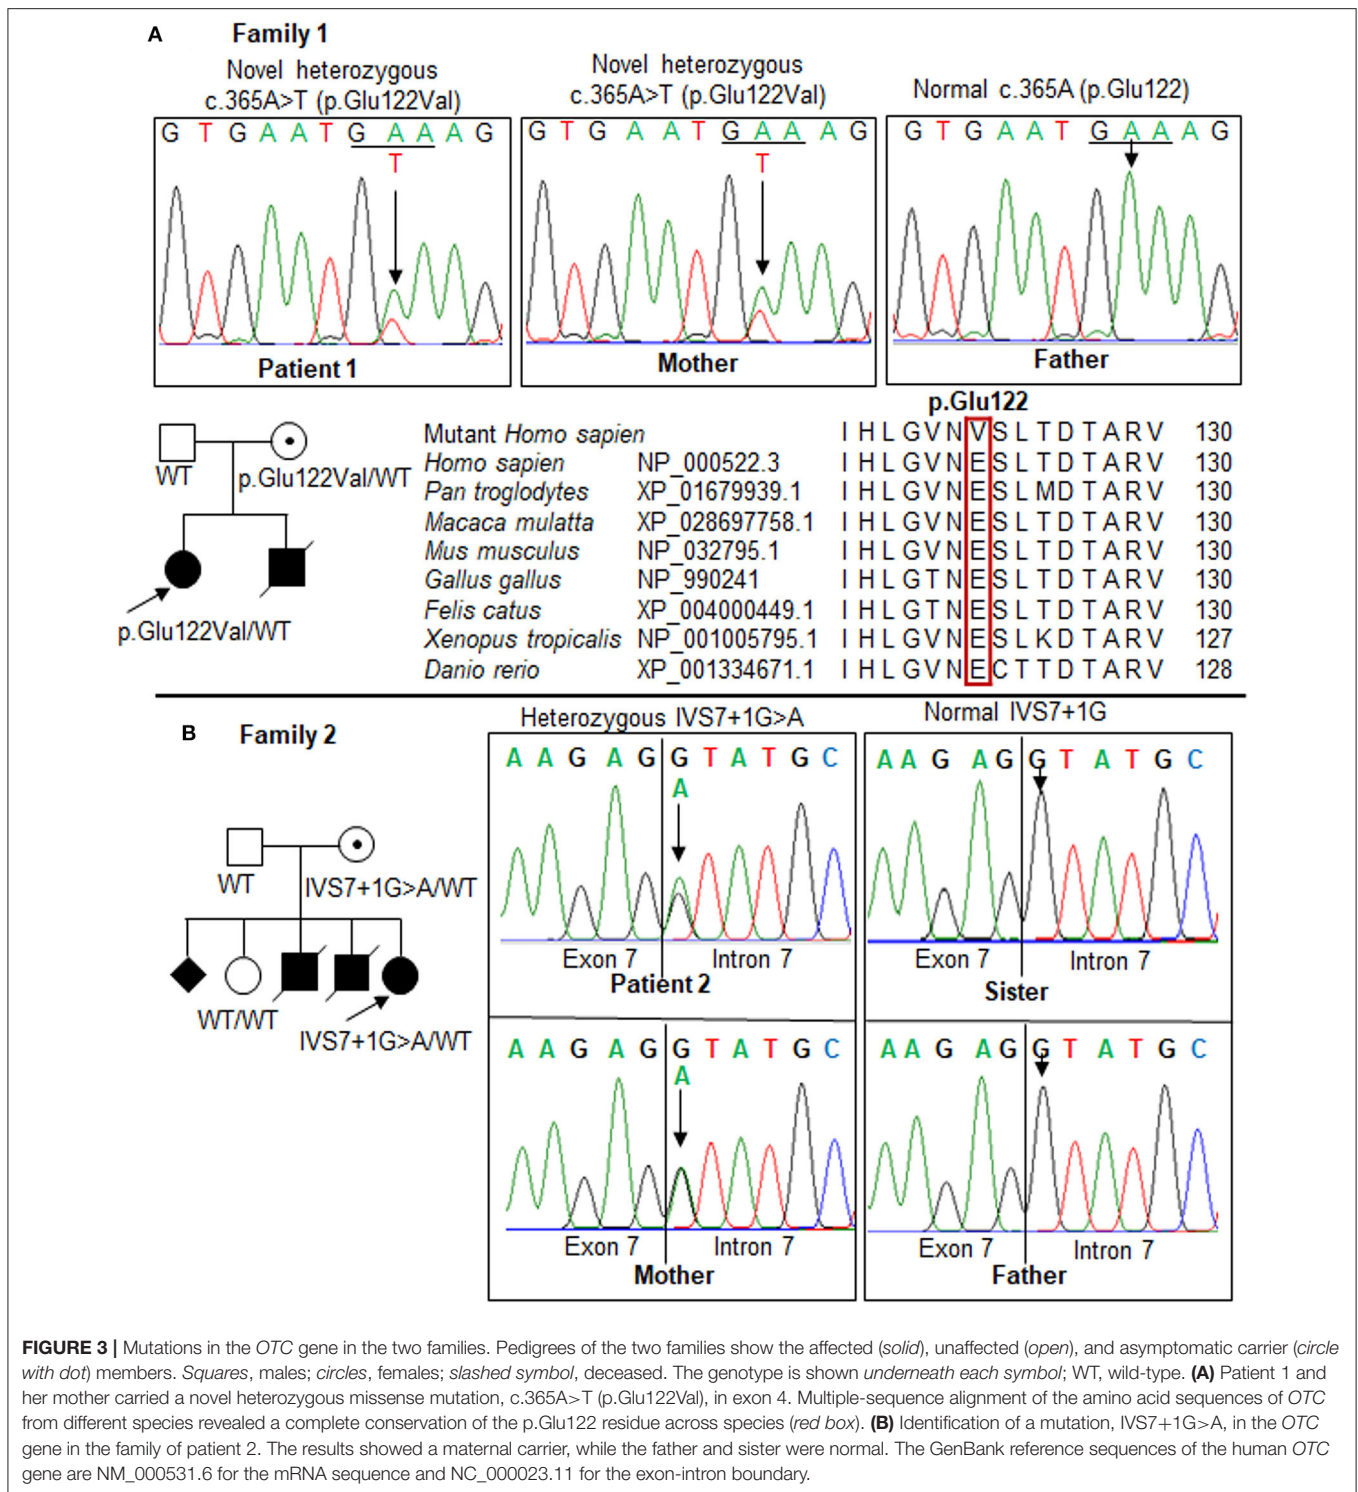 A
Family 1
Novel heterozygous
c.365A>T (p.Glu122Val)
G T G A A T G A A A G
T
Patient 1
Novel heterozygous
c.365A>T (p.Glu122Val)
G T G A A T G A A A G
T
Mother
Normal c.365A (p.Glu122)
G T G A A T G A A A G
Father
WT
p.Glu122Val/WT
p.Glu122Val/WT
p.Glu122
Mutant Homo sapien I H L G V N V S L T D T A R V 130
Homo sapien NP_000522.3 I H L G V N E S L T D T A R V 130
Pan troglodytes XP_01679939.1 I H L G V N E S L M D T A R V 130
Macaca mulatta XP_028697758.1 I H L G V N E S L T D T A R V 130
Mus musculus NP_032795.1 I H L G V N E S L T D T A R V 130
Gallus gallus NP_990241 I H L G T N E S L T D T A R V 130
Felis catus XP_004000449.1 I H L G T N E S L T D T A R V 130
Xenopus tropicalis NP_001005795.1 I H L G V N E S L K D T A R V 127
Danio rerio XP_001334671.1 I H L G V N E C T T D T A R V 128
B
Family 2
WT
IVS7+1G>A/WT
WT/WT
IVS7+1G>A/WT
Heterozygous IVS7+1G>A
A A G A G G T A T G C
A
Exon 7 Intron 7
Patient 2
Normal IVS7+1G
A A G A G G T A T G C
Exon 7 Intron 7
Sister
A A G A G G T A T G C
A
Exon 7 Intron 7
Mother
A A G A G G T A T G C
Exon 7 Intron 7
Father
FIGURE 3 | Mutations in the OTC gene in the two families. Pedigrees of the two families show the affected (solid), unaffected (open), and asymptomatic carrier (circle
with dot) members. Squares, males; circles, females; slashed symbol, deceased. The genotype is shown underneath each symbol; WT, wild-type. (A) Patient 1 and
her mother carried a novel heterozygous missense mutation, c.365A>T (p.Glu122Val), in exon 4. Multiple-sequence alignment of the amino acid sequences of OTC
from different species revealed a complete conservation of the p.Glu122 residue across species (red box). (B) Identification of a mutation, IVS7+1G>A, in the OTC
gene in the family of patient 2. The results showed a maternal carrier, while the father and sister were normal. The GenBank reference sequences of the human OTC
gene are NM_000531.6 for the mRNA sequence and NC_000023.11 for the exon-intron boundary.